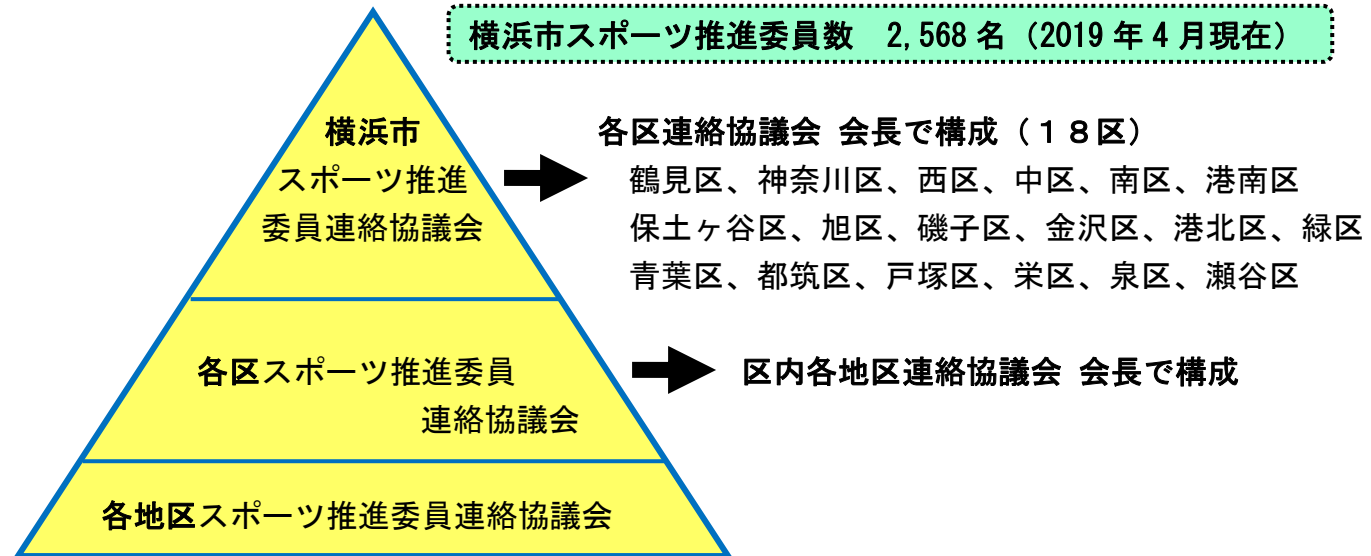 横浜市スポーツ推進委員数 2,568名（2019年4月現在）
横浜市
スポーツ推進
委員連絡協議会
各区連絡協議会 会長で構成（１８区）
鶴見区、神奈川区、西区、中区、南区、港南区
保土ヶ谷区、旭区、磯子区、金沢区、港北区、緑区
青葉区、都筑区、戸塚区、栄区、泉区、瀬谷区
各区スポーツ推進委員
連絡協議会
区内各地区連絡協議会 会長で構成
各地区スポーツ推進委員連絡協議会